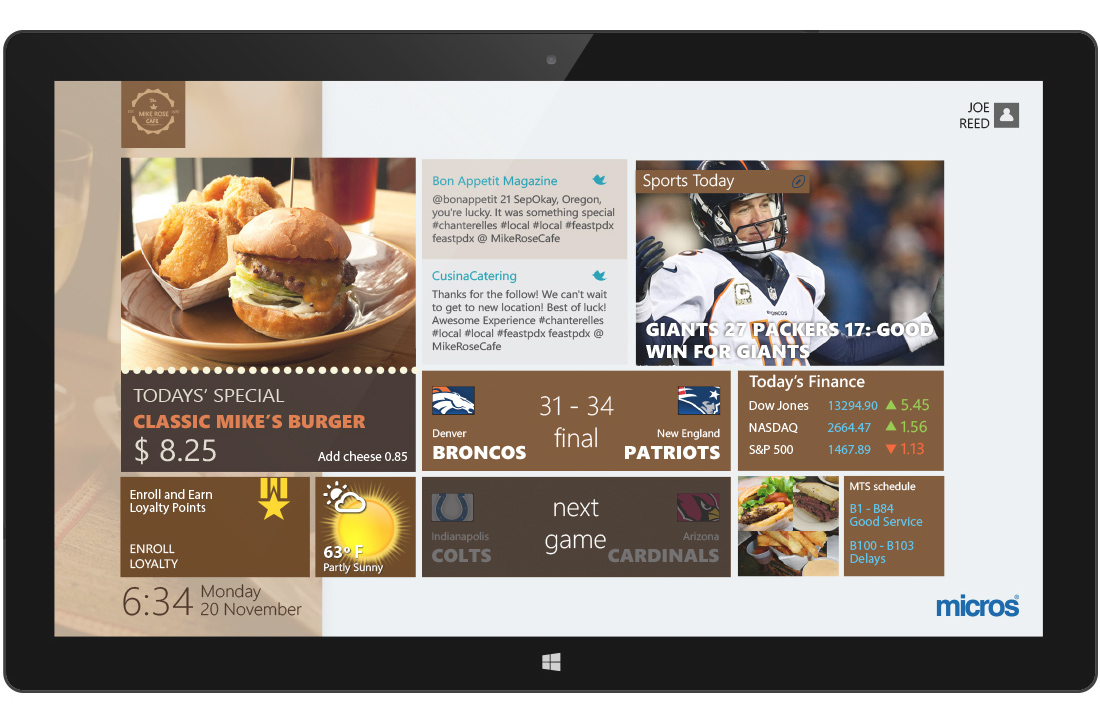 The
MIKE ROSE
CAFE
JOE
REED
Bon Appetit Magazine
@bonappetit 21 SepOkay, Oregon,
you're lucky. It was something special
#chanterelles #local #local #feastpdx
feastpdx @ MikeRoseCafe
CusinaCatering
Thanks for the follow! We can't wait
to get to new location! Best of luck!
Awesome Experience #chanterelles
#local #local #feastpdx feastpdx @
MikeRoseCafe
Sports Today
BRONCOS
GIANTS 27 PACKERS 17: GOOD
WIN FOR GIANTS
TODAYS' SPECIAL
CLASSIC MIKE'S BURGER
$ 8.25
Add cheese 0.85
31 - 34
final
Denver
BRONCOS
New England
PATRIOTS
Today's Finance
Dow Jones 13294.90 5.45
NASDAQ 2664.47 1.56
S&P 500 1467.89 1.13
Enroll and Earn
Loyalty Points
ENROLL
LOYALTY
63º F
Partly Sunny
next
game
Indianapolis
COLTS
Arizona
CARDINALS
MTS schedule
B1 - B84
Good Service
B100 - B103
Delays
6:34
Monday
20 November
micros